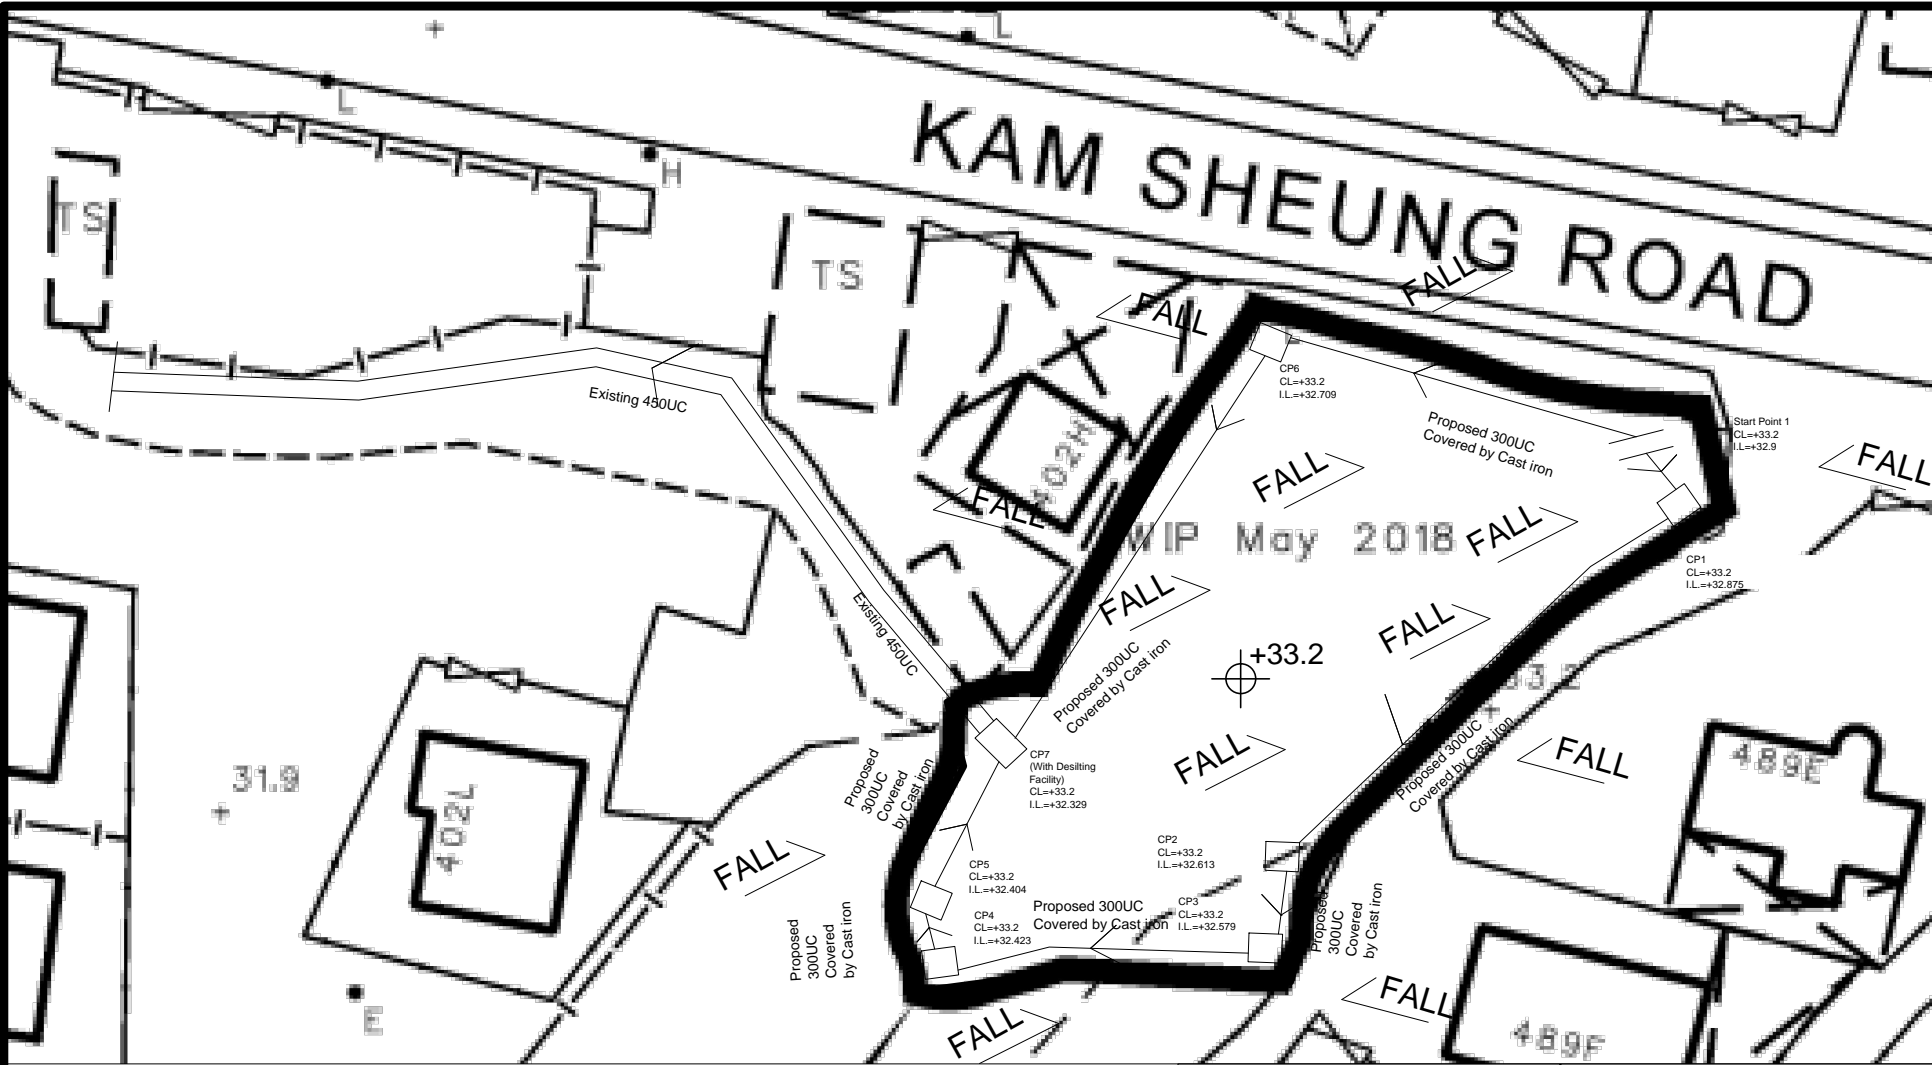 L
L
H
KAM SHEUNG ROAD
TS
TS
FALL
FALL
CP6
CL=+33.2
I.L.=+32.709
Existing 450UC
Proposed 300UC
Covered by Cast iron
Start Point 1
CL=+33.2
I.L.=+32.9
402H
FALL
FALL
FALL
WIP May 2018
FALL
CP1
CL=+33.2
I.L.=+32.875
FALL
FALL
Existing 450UC
Proposed 300UC
Covered by Cast iron
+33.2
33.2
31.9
402L
Proposed
300UC
Covered
by Cast iron
CP7
(With Desilting
Facility)
CL=+33.2
I.L.=+32.329
FALL
Proposed 300UC
Covered by Cast iron
FALL
489E
FALL
CP2
CL=+33.2
I.L.=+32.613
CP5
CL=+33.2
I.L.=+32.404
Proposed 300UC
Covered by Cast iron
CP3
CL=+33.2
I.L.=+32.579
CP4
CL=+33.2
I.L.=+32.423
Proposed
300UC
Covered
by Cast iron
Proposed
300UC
Covered
by Cast iron
E
FALL
FALL
489F